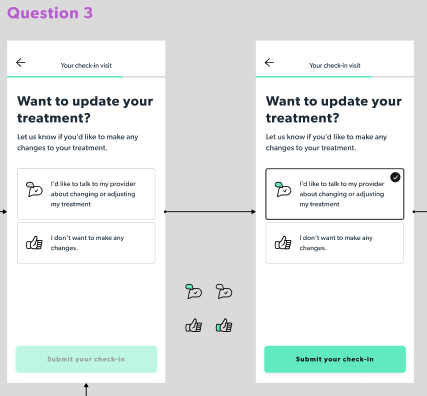 Question 3
Your check-in visit
Want to update your
treatment?
Let us know if you'd like to make any
changes to your treatment.
I'd like to talk to my provider
about changing or adjusting
my treatment
I don't want to make any
changes.
Submit your check-in
Your check-in visit
Want to update your
treatment?
Let us know if you'd like to make any
changes to your treatment.
I'd like to talk to my provider
about changing or adjusting
my treatment
I don't want to make any
changes.
Submit your check-in